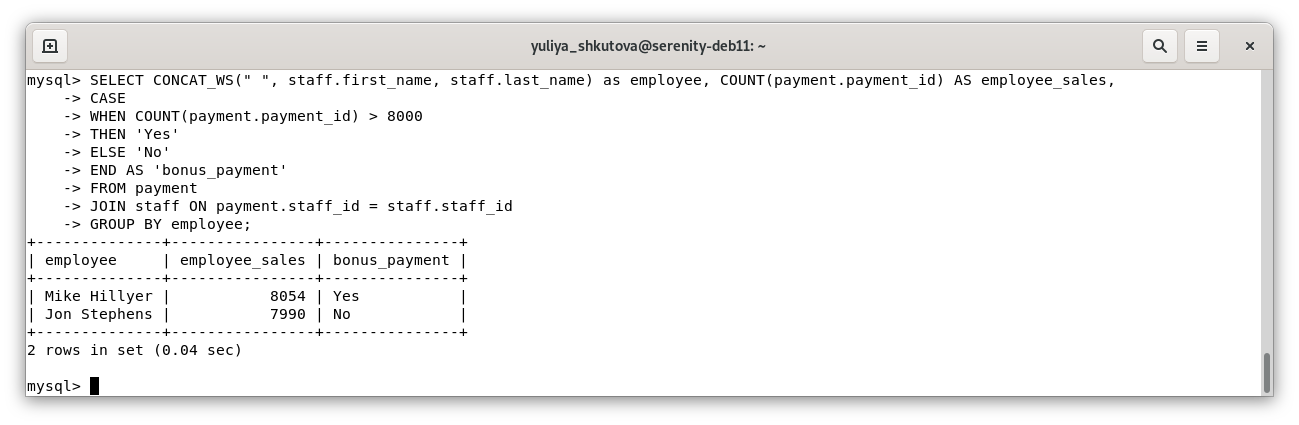 yuliya_shkutova@serenity-deb11: ~
mysql> SELECT CONCAT_WS(" ", staff.first_name, staff.last_name) as employee, COUNT(payment.payment_id) AS employee_sales,
    -> CASE
    -> WHEN COUNT(payment.payment_id) > 8000
    -> THEN 'Yes'
    -> ELSE 'No'
    -> END AS 'bonus_payment'
    -> FROM payment
    -> JOIN staff ON payment.staff_id = staff.staff_id
    -> GROUP BY employee;
+--------------+----------------+---------------+
| employee     | employee_sales | bonus_payment |
+--------------+----------------+---------------+
| Mike Hillyer |           8054 | Yes           |
| Jon Stephens |           7990 | No            |
+--------------+----------------+---------------+
2 rows in set (0.04 sec)
mysql>